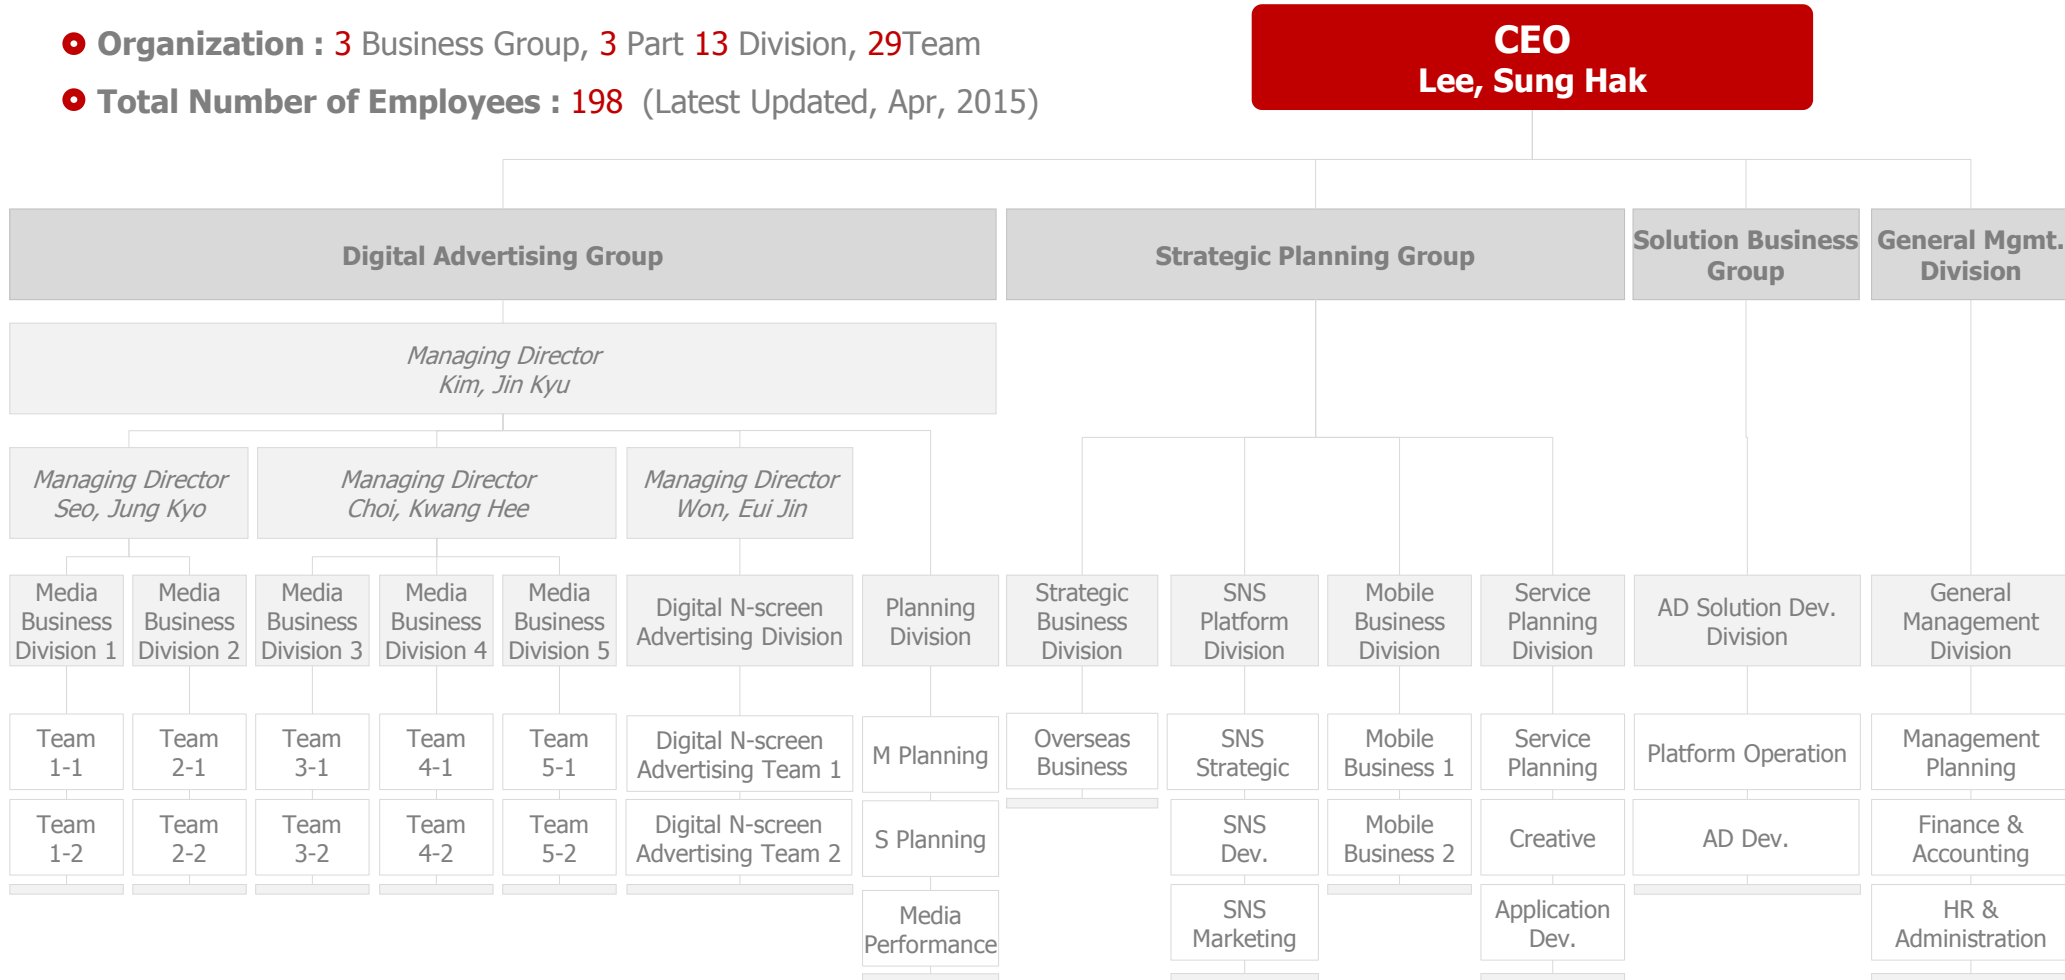 Organization : 3 Business Group, 3 Part 13 Division, 29Team
Total Number of Employees : 198 (Latest Updated, Apr, 2015)
CEO
Lee, Sung Hak
Digital Advertising Group
Strategic Planning Group
Solution Business
Group
General Mgmt.
Division
Managing Director
Kim, Jin Kyu
Managing Director
Seo, Jung Kyo
Managing Director
Choi, Kwang Hee
Managing Director
Won, Eui Jin
Media
Business
Division 1
Media
Business
Division 2
Media
Business
Division 3
Media
Business
Division 4
Media
Business
Division 5
Digital N-screen
Advertising Division
Planning
Division
Strategic
Business
Division
SNS
Platform
Division
Mobile
Business
Division
Service
Planning
Division
AD Solution Dev.
Division
General
Management
Division
Team
1-1
Team
2-1
Team
3-1
Team
4-1
Team
5-1
Digital N-screen
Advertising Team 1
M Planning
Overseas
Business
SNS
Strategic
Mobile
Business 1
Service
Planning
Platform Operation
Management
Planning
Team
1-2
Team
2-2
Team
3-2
Team
4-2
Team
5-2
Digital N-screen
Advertising Team 2
S Planning
SNS
Dev.
Mobile
Business 2
Creative
AD Dev.
Finance &
Accounting
Media
Performance
SNS
Marketing
Application
Dev.
HR &
Administration